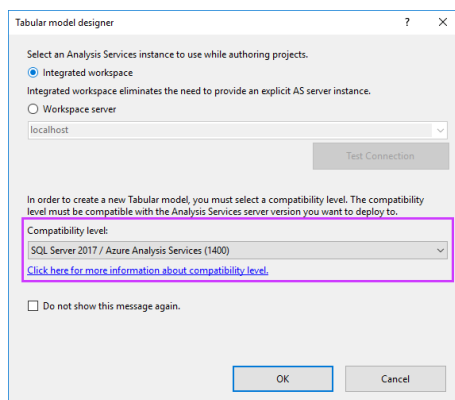 Tabular model designer
Select an Analysis Services instance to use while authoring projects.
Integrated workspace
Integrated workspace eliminates the need to provide an explicit AS server instance.
Workspace server
localhost
Test Connection
In order to create a new Tabular model, you must select a compatibility level. The compatibility
level must be compatible with the Analysis Services server version you want to deploy to.
Compatibility level:
SQL Server 2017 / Azure Analysis Services (1400)
Click here for more information about compatibility level.
Do not show this message again.
OK
Cancel